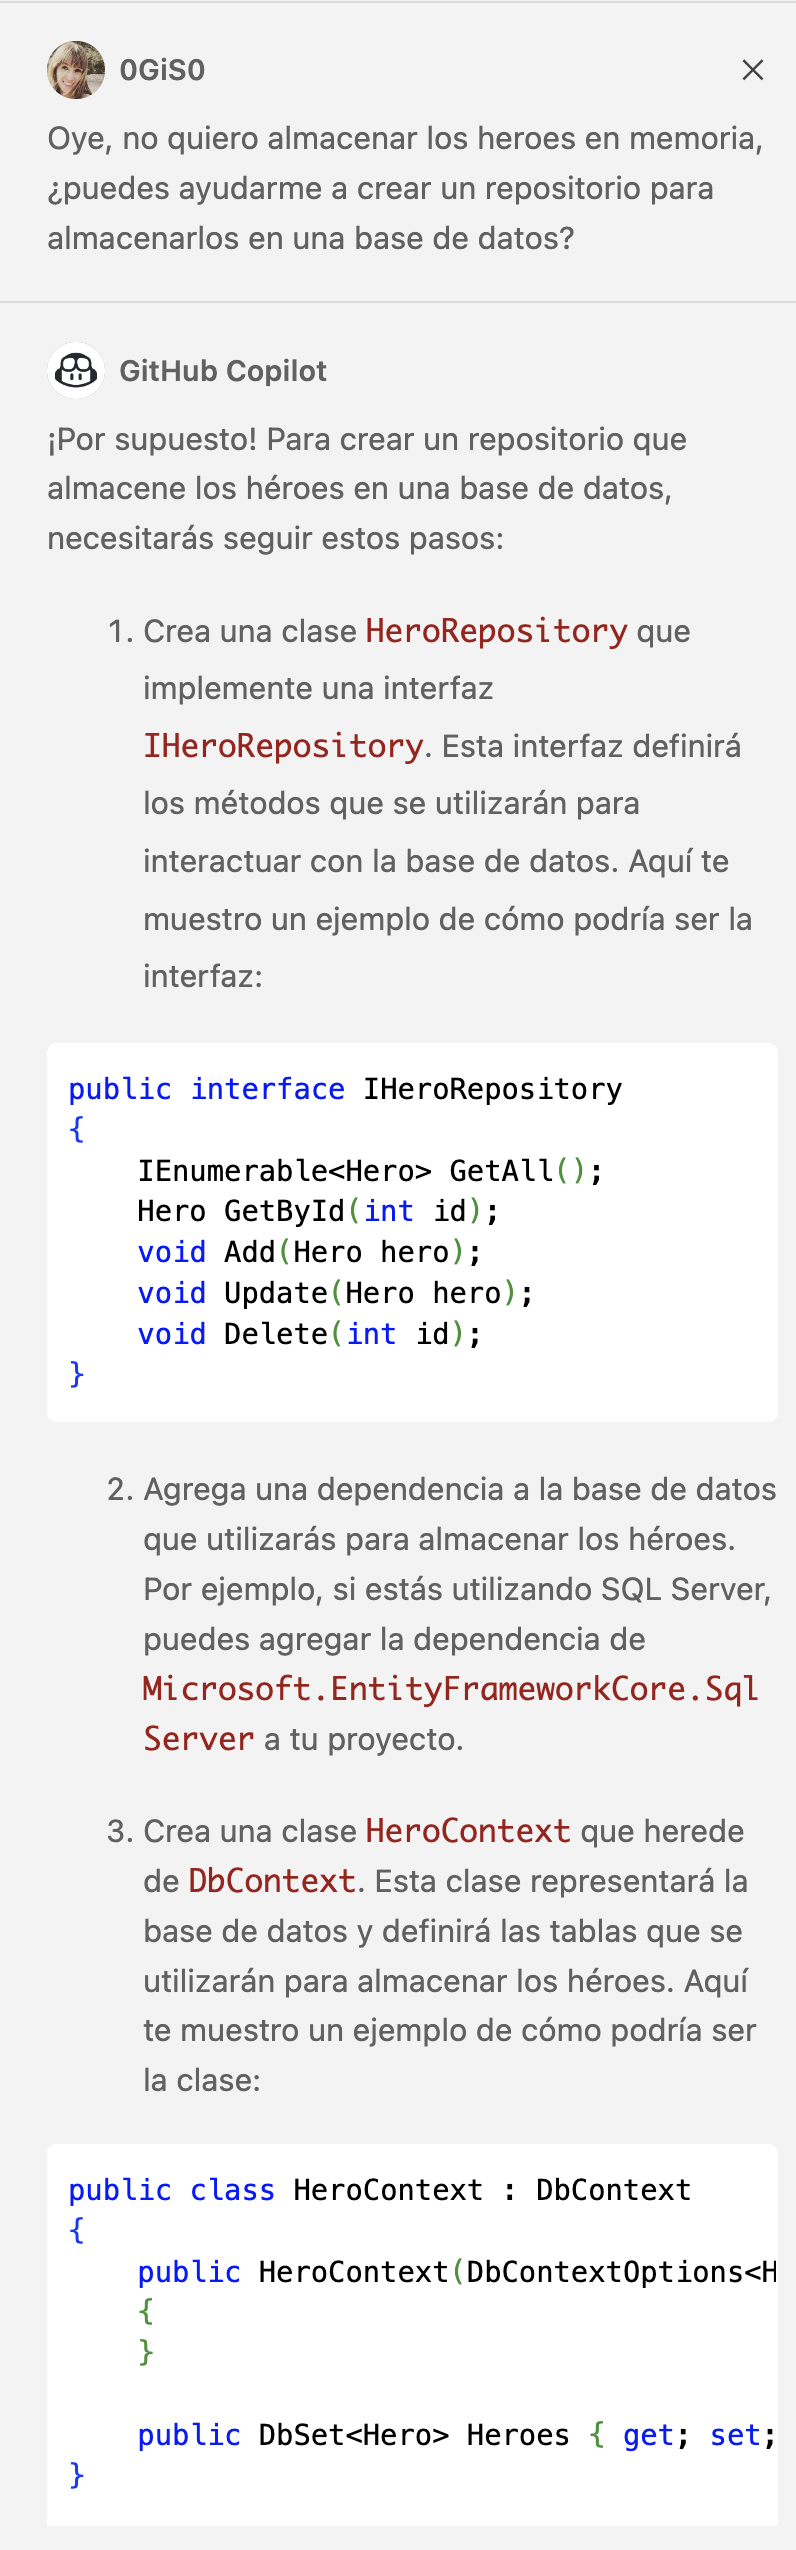 0GiS0
Oye, no quiero almacenar los heroes en memoria,
¿puedes ayudarme a crear un repositorio para
almacenarlos en una base de datos?
GitHub Copilot
¡Por supuesto! Para crear un repositorio que
almacene los héroes en una base de datos,
necesitarás seguir estos pasos:
1. Crea una clase HeroRepository que
implemente una interfaz
IHeroRepository. Esta interfaz definirá
los métodos que se utilizarán para
interactuar con la base de datos. Aquí te
muestro un ejemplo de cómo podría ser la
interfaz:
public interface IHeroRepository
{
    IEnumerable<Hero> GetAll();
    Hero GetById(int id);
    void Add(Hero hero);
    void Update(Hero hero);
    void Delete(int id);
}
2. Agrega una dependencia a la base de datos
que utilizarás para almacenar los héroes.
Por ejemplo, si estás utilizando SQL Server,
puedes agregar la dependencia de
Microsoft.EntityFrameworkCore.Sql
Server a tu proyecto.
3. Crea una clase HeroContext que herede
de DbContext. Esta clase representará la
base de datos y definirá las tablas que se
utilizarán para almacenar los héroes. Aquí
te muestro un ejemplo de cómo podría ser
la clase:
public class HeroContext : DbContext
{
    public HeroContext(DbContextOptions<H
    {
    }
    public DbSet<Hero> Heroes { get; set;
}